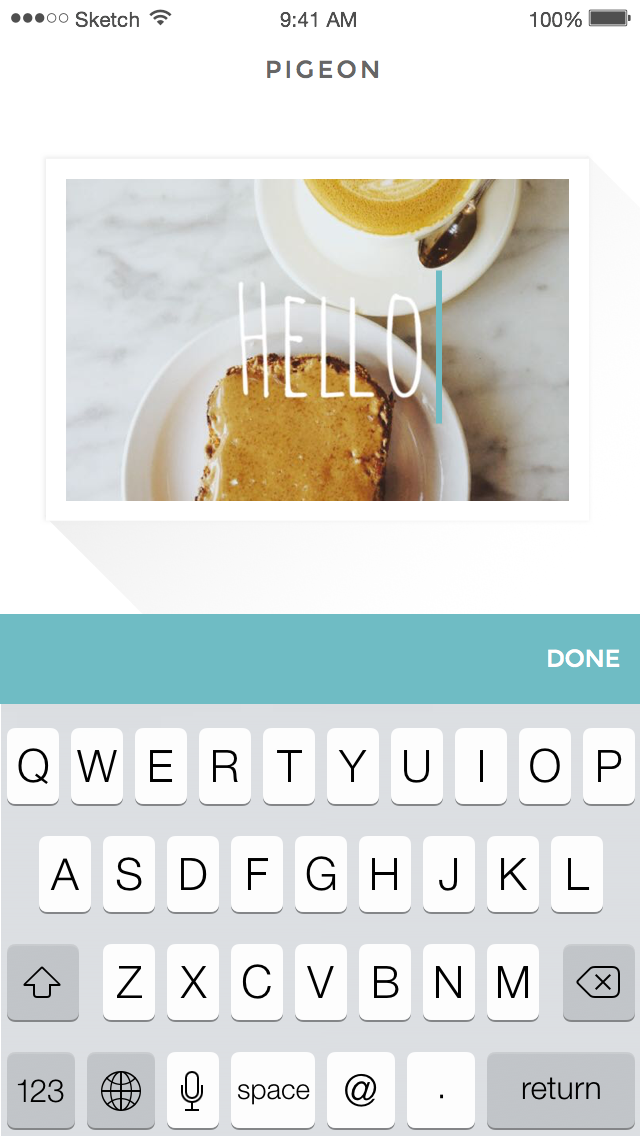 Sketch 9:41 AM 100%
PIGEON
HELLO
DONE
Q W E R T Y U I O P
A S D F G H J K L
Z X C V B N M
123 space @ . return